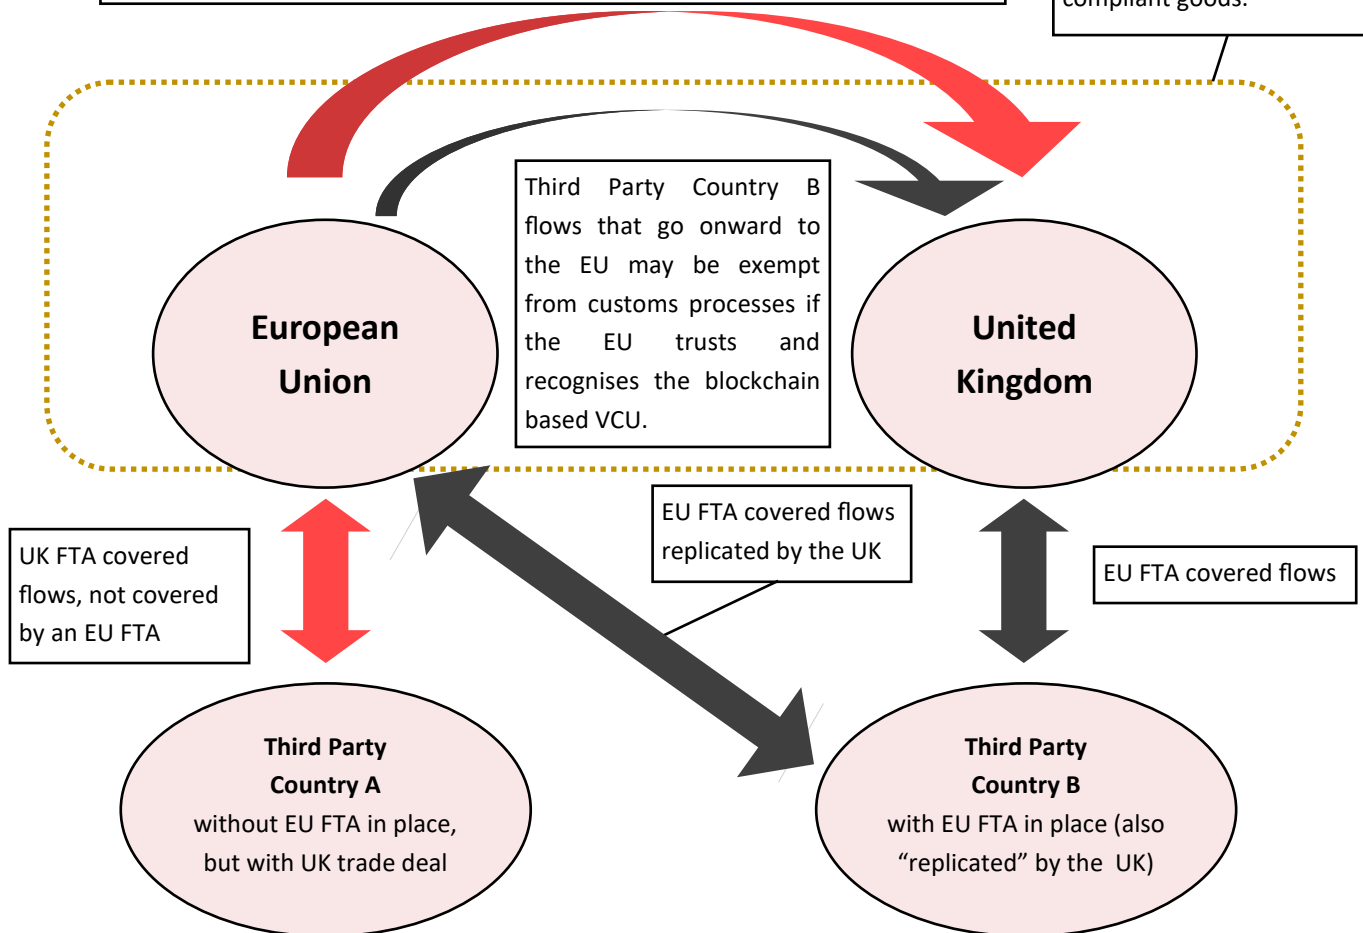 compliant goods.
Third Party Country B
flows that go onward to
the EU may be exempt
from customs processes if
the EU trusts and
recognises the blockchain
based VCU.
European
Union
United
Kingdom
EU FTA covered flows
replicated by the UK
UK FTA covered
flows, not covered
by an EU FTA
EU FTA covered flows
Third Party
Country A
without EU FTA in place,
but with UK trade deal
Third Party
Country B
with EU FTA in place (also
“replicated” by the UK)